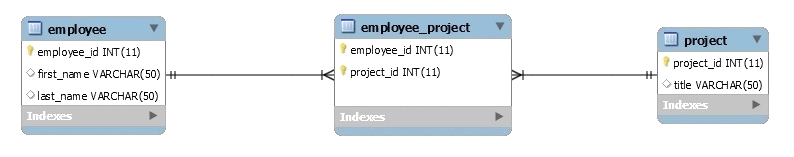 employee
employee_id INT(11)
first_name VARCHAR(50)
last_name VARCHAR(50)
Indexes
employee_project
employee_id INT(11)
project_id INT(11)
Indexes
project
project_id INT(11)
title VARCHAR(50)
Indexes